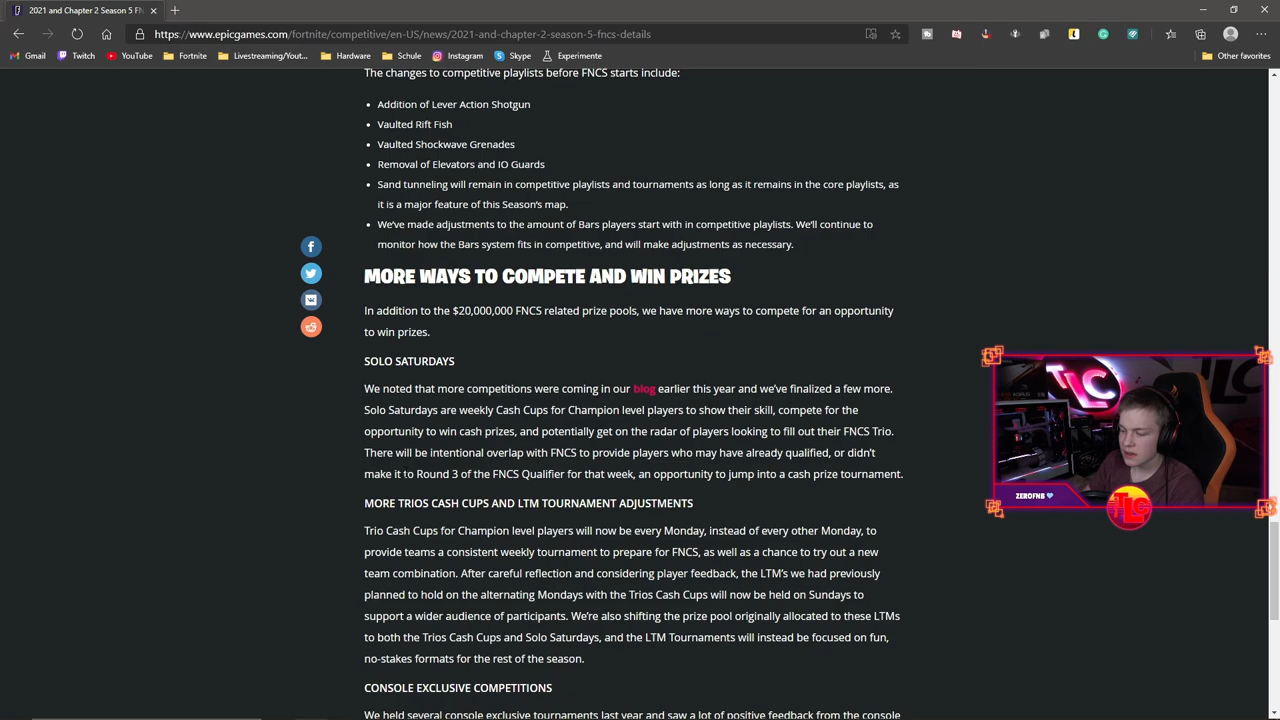 2021 and Chapter 2 Season 5 FN
https://www.epicgames.com/fortnite/competitive/en-US/news/2021-and-chapter-2-season-5-fncs-details
Gmail Twitch YouTube Fortnite Livestreaming/Yout... Hardware Schule Instagram Skype Experimente Other favorites
The changes to competitive playlists before FNCS starts include:
• Addition of Lever Action Shotgun
• Vaulted Rift Fish
• Vaulted Shockwave Grenades
• Removal of Elevators and IO Guards
• Sand tunneling will remain in competitive playlists and tournaments as long as it remains in the core playlists, as
it is a major feature of this Season's map.
• We've made adjustments to the amount of Bars players start with in competitive playlists. We'll continue to
monitor how the Bars system fits in competitive, and will make adjustments as necessary.
MORE WAYS TO COMPETE AND WIN PRIZES
In addition to the $20,000,000 FNCS related prize pools, we have more ways to compete for an opportunity
to win prizes.
SOLO SATURDAYS
We noted that more competitions were coming in our blog earlier this year and we've finalized a few more.
Solo Saturdays are weekly Cash Cups for Champion level players to show their skill, compete for the
opportunity to win cash prizes, and potentially get on the radar of players looking to fill out their FNCS Trio.
There will be intentional overlap with FNCS to provide players who may have already qualified, or didn't
make it to Round 3 of the FNCS Qualifier for that week, an opportunity to jump into a cash prize tournament.
MORE TRIOS CASH CUPS AND LTM TOURNAMENT ADJUSTMENTS
Trio Cash Cups for Champion level players will now be every Monday, instead of every other Monday, to
provide teams a consistent weekly tournament to prepare for FNCS, as well as a chance to try out a new
team combination. After careful reflection and considering player feedback, the LTM's we had previously
planned to hold on the alternating Mondays with the Trios Cash Cups will now be held on Sundays to
support a wider audience of participants. We're also shifting the prize pool originally allocated to these LTMs
to both the Trios Cash Cups and Solo Saturdays, and the LTM Tournaments will instead be focused on fun,
no-stakes formats for the rest of the season.
CONSOLE EXCLUSIVE COMPETITIONS
We held several console exclusive tournaments last year and saw a lot of positive feedback from the console
TLC
ZEROFNB
TLC